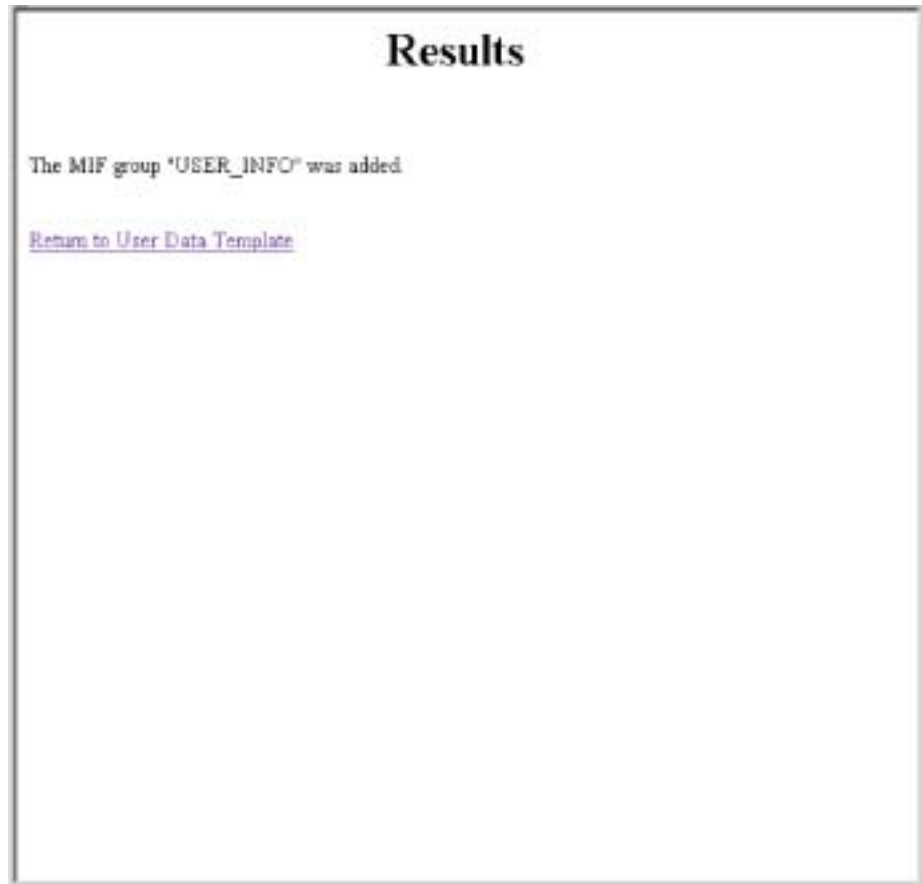 Results
The MIF group "USER_INFO" was added.
Return to User Data Template